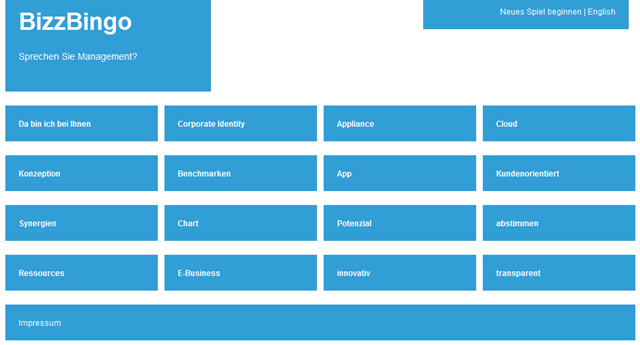 BizzBingo
Neues Spiel beginnen | English
Sprechen Sie Management?
Da bin ich bei Ihnen
Corporate Identity
Appliance
Cloud
Konzeption
Benchmarken
App
Kundenorientiert
Synergien
Chart
Potenzial
abstimmen
Ressources
E-Business
innovativ
transparent
Impressum